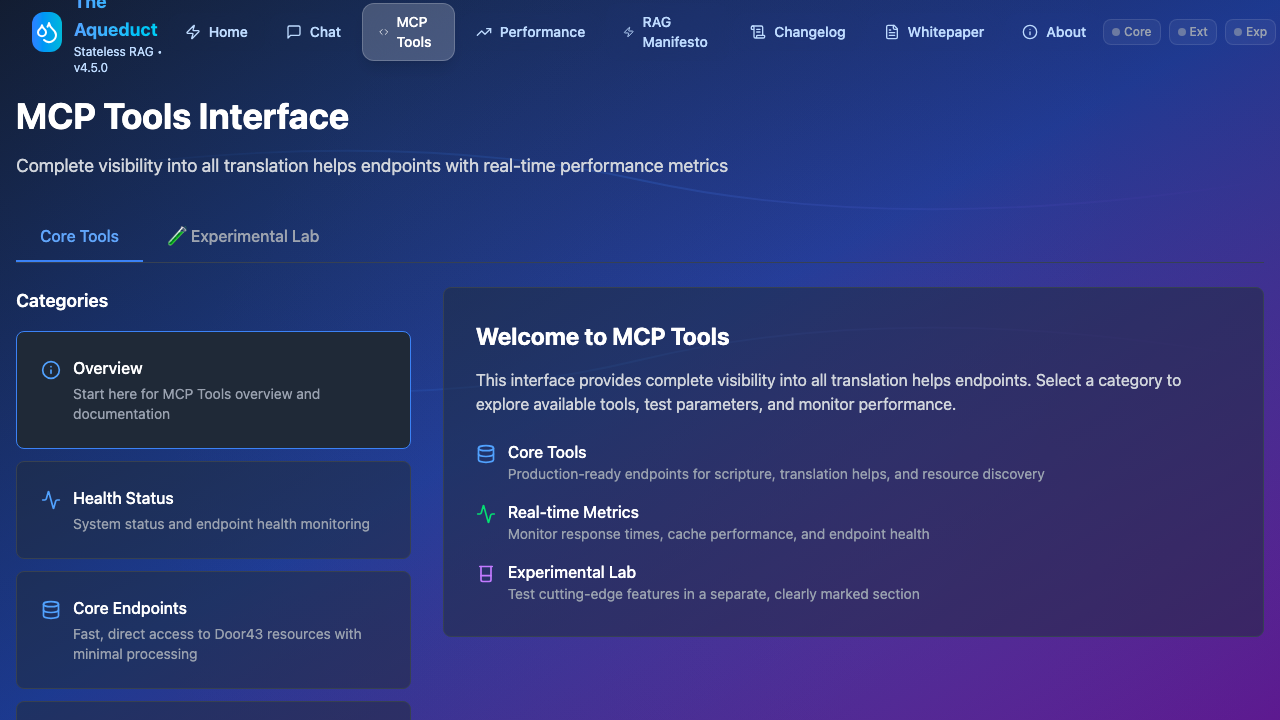 The
Aqueduct
Stateless RAG •
v4.5.0
Home
Chat
MCP
Tools
Performance
RAG
Manifesto
Changelog
Whitepaper
About
Core
Ext
Exp
MCP Tools Interface
Complete visibility into all translation helps endpoints with real-time performance metrics
Core Tools
Experimental Lab
Categories
Overview
Start here for MCP Tools overview and
documentation
Health Status
System status and endpoint health monitoring
Core Endpoints
Fast, direct access to Door43 resources with
minimal processing
Welcome to MCP Tools
This interface provides complete visibility into all translation helps endpoints. Select a category to
explore available tools, test parameters, and monitor performance.
Core Tools
Production-ready endpoints for scripture, translation helps, and resource discovery
Real-time Metrics
Monitor response times, cache performance, and endpoint health
Experimental Lab
Test cutting-edge features in a separate, clearly marked section